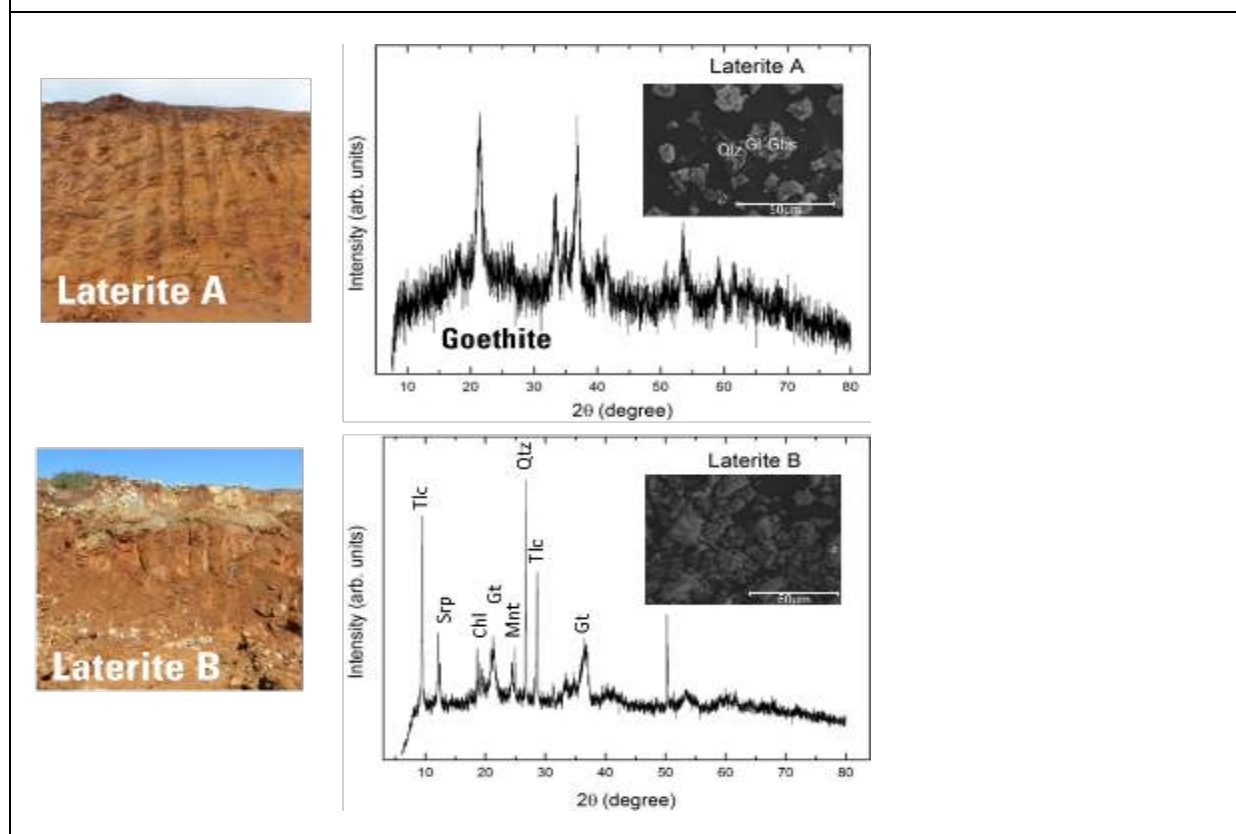 Laterite A
Intensity (arb. units)
Laterite A
Qtz
Gt-Gbs
50µm
Goethite
10 20 30 40 50 60 70 80
2θ (degree)
Laterite B
Intensity (arb. units)
Laterite B
Tlc
Srp
Chl
Gt
Mnt
Qtz
Tlc
Gt
10 20 30 40 50 60 70 80
2θ (degree)